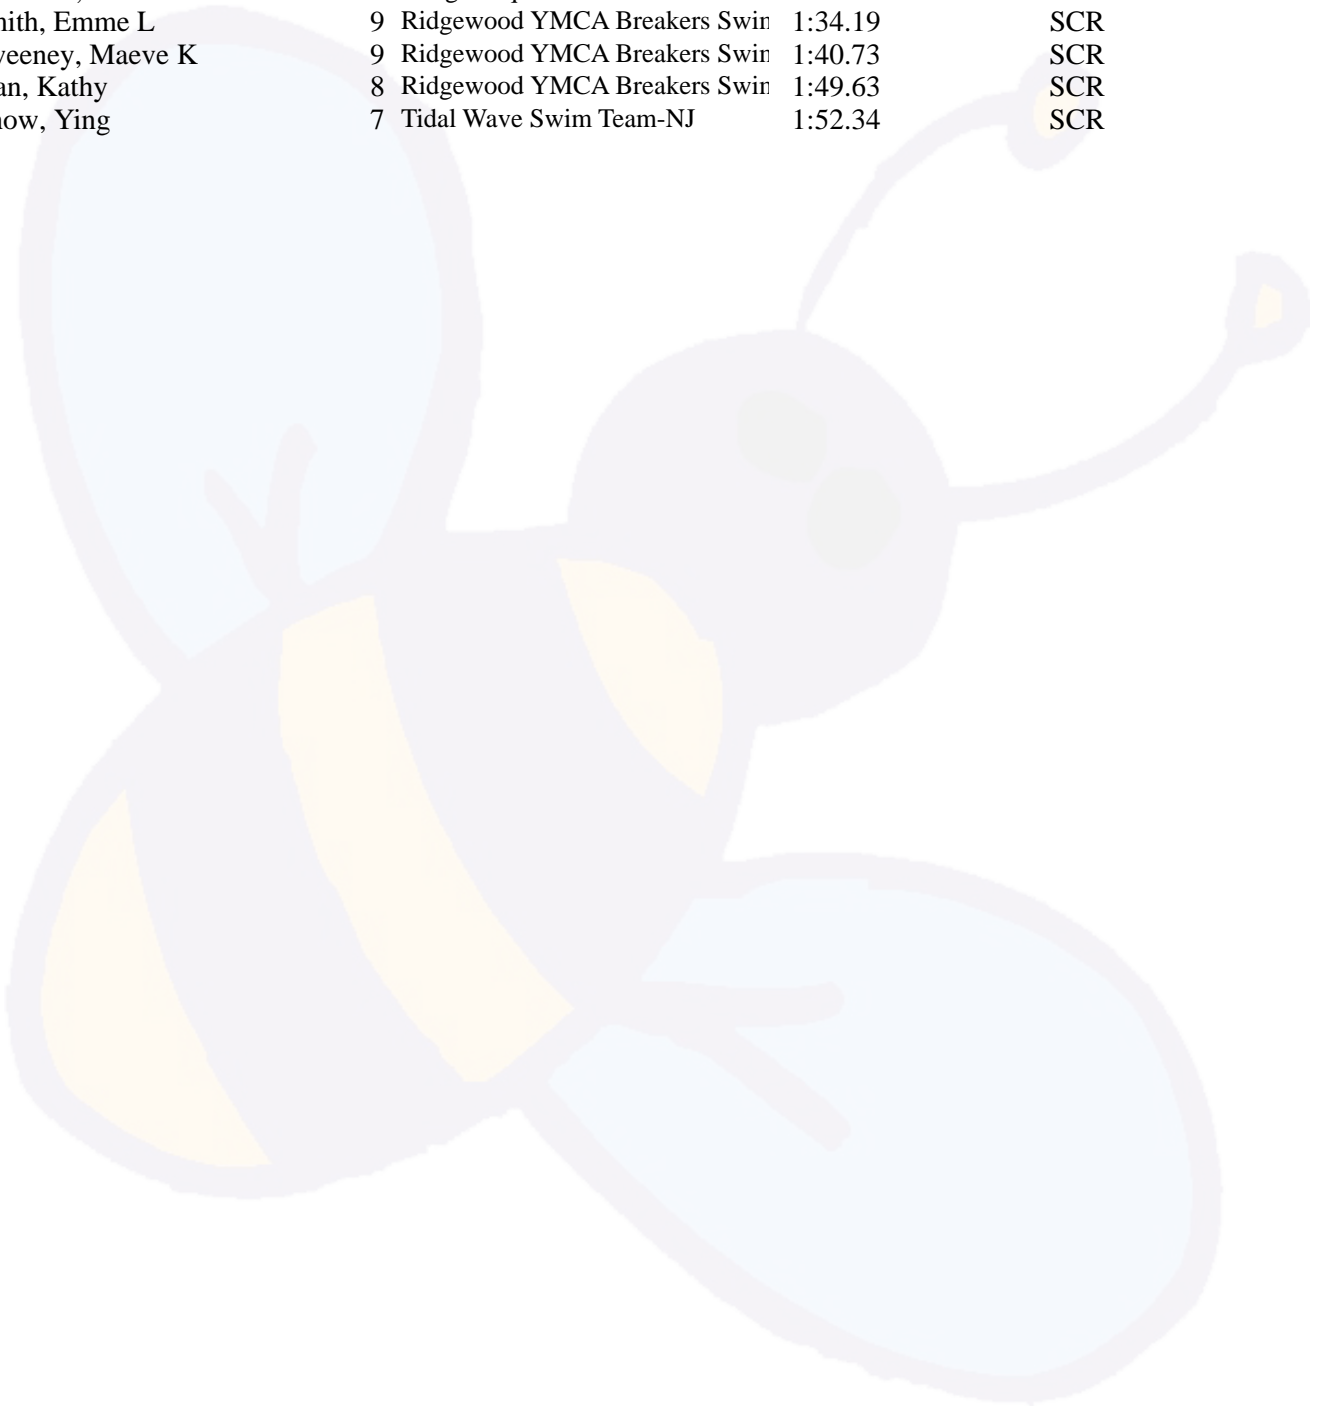 nith, Emme L 9 Ridgewood YMCA Breakers Swin 1:34.19 SCR
veeney, Maeve K 9 Ridgewood YMCA Breakers Swin 1:40.73 SCR
an, Kathy 8 Ridgewood YMCA Breakers Swin 1:49.63 SCR
now, Ying 7 Tidal Wave Swim Team-NJ 1:52.34 SCR